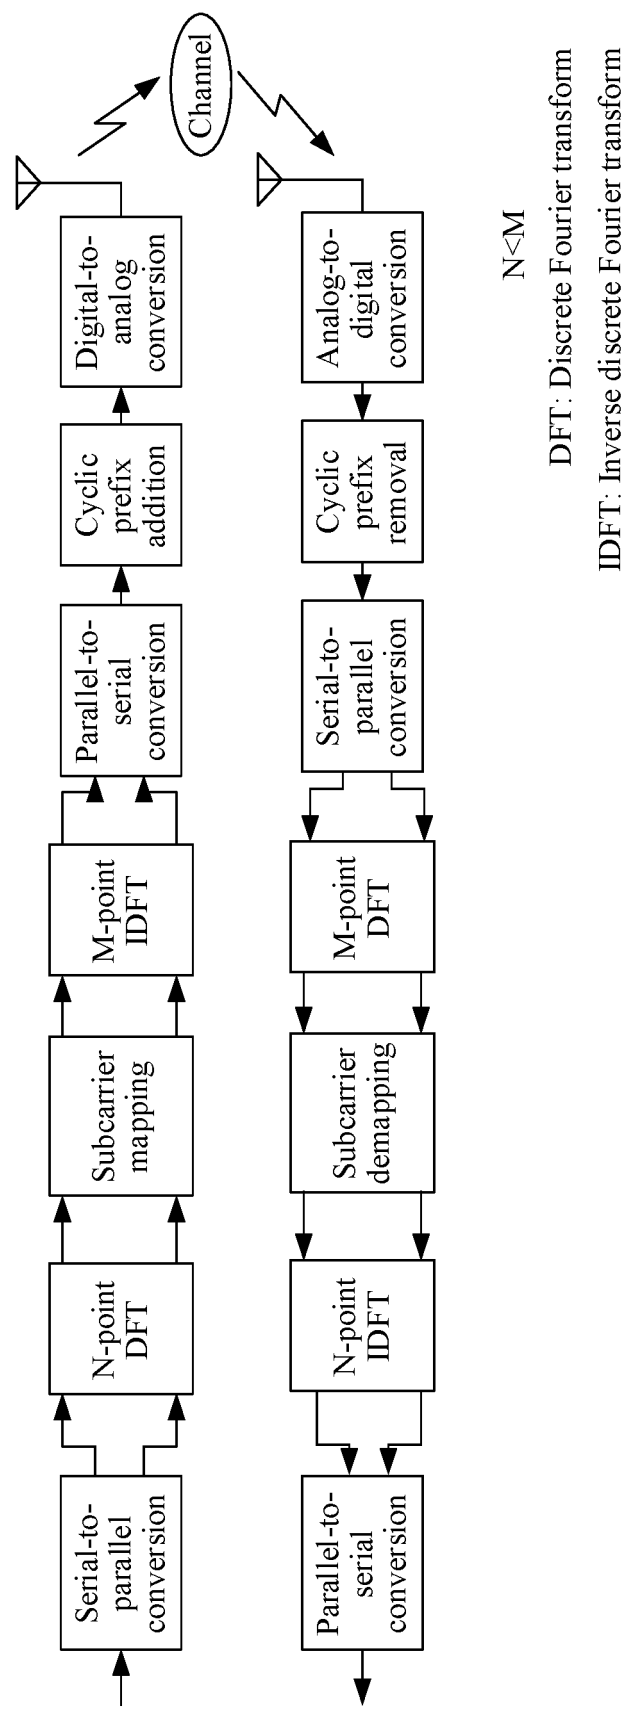 Serial-to-
parallel
conversion
N-point
DFT
Subcarrier
mapping
M-point
IDFT
Parallel-to-
serial
conversion
Cyclic
prefix
addition
Digital-to-
analog
conversion
Channel
Parallel-to-
serial
conversion
N-point
IDFT
Subcarrier
demapping
M-point
DFT
Serial-to-
parallel
conversion
Cyclic
prefix
removal
Analog-to-
digital
conversion
N<M
DFT: Discrete Fourier transform
IDFT: Inverse discrete Fourier transform